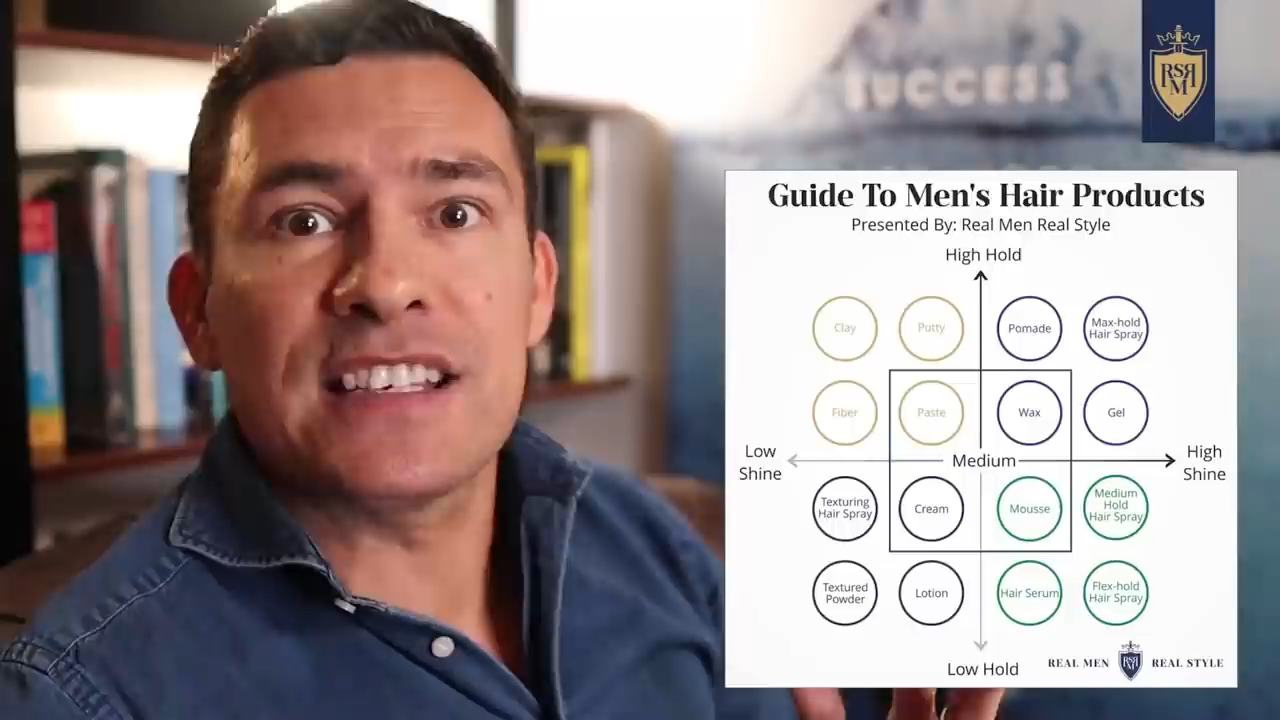 SUCCESS
RSR
M
Guide To Men's Hair Products
Presented By: Real Men Real Style
High Hold
Clay
Putty
Pomade
Max-hold
Hair Spray
Fiber
Paste
Wax
Gel
Low
Shine
Medium
High
Shine
Texturing
Hair Spray
Cream
Mousse
Medium
Hold
Hair Spray
Textured
Powder
Lotion
Hair Serum
Flex-hold
Hair Spray
Low Hold
REAL MEN
RSR
M
REAL STYLE